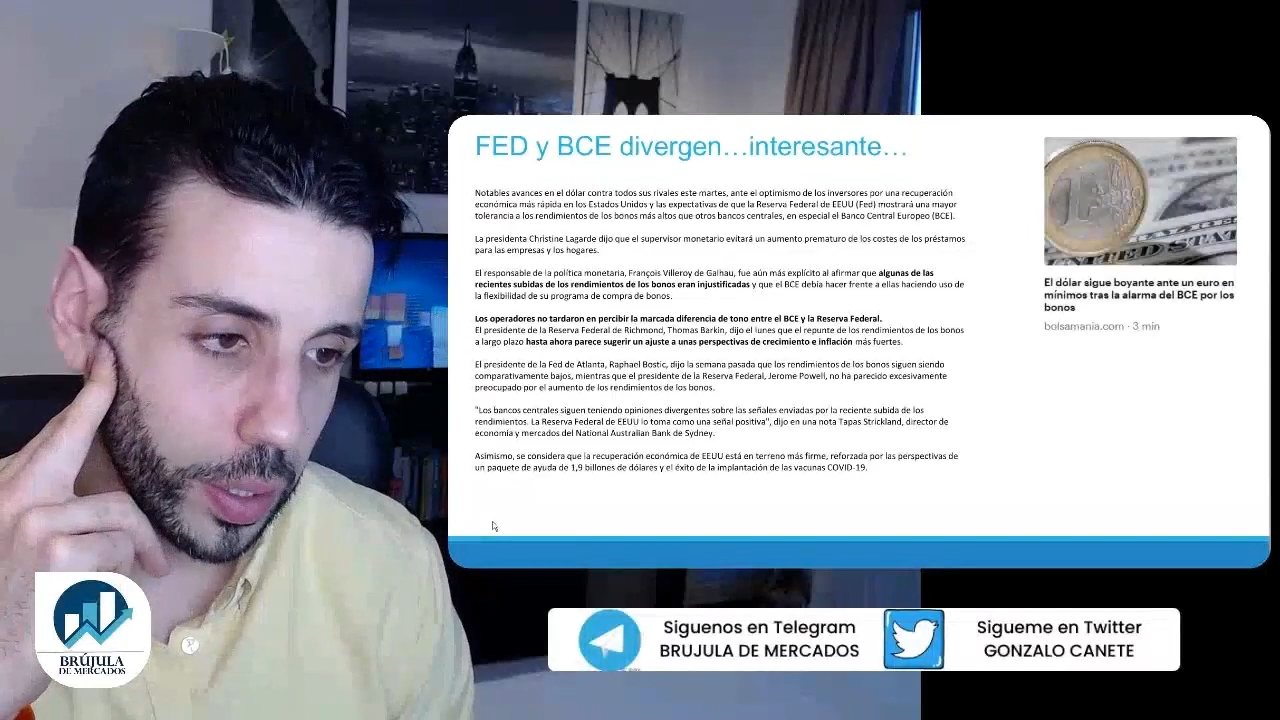 FED y BCE divergen…interesante…
Notables avances en el dólar contra todos sus rivales este martes, ante el optimismo de los inversores por una recuperación
económica más rápida en los Estados Unidos y las expectativas de que la Reserva Federal de EEUU (Fed) mostrará una mayor
tolerancia a los rendimientos de los bonos más altos que otros bancos centrales, en especial el Banco Central Europeo (BCE).
La presidenta Christine Lagarde dijo que el supervisor monetario evitará un aumento prematuro de los costes de los préstamos
para las empresas y los hogares.
El responsable de la política monetaria, François Villeroy de Galhau, fue aún más explícito al afirmar que algunas de las
recientes subidas de los rendimientos de los bonos eran injustificadas y que el BCE debía hacer frente a ellas haciendo uso de
la flexibilidad de su programa de compra de bonos.
Los operadores no tardaron en percibir la marcada diferencia de tono entre el BCE y la Reserva Federal.
El presidente de la Reserva Federal de Richmond, Thomas Barkin, dijo el lunes que el repunte de los rendimientos de los bonos
a largo plazo hasta ahora parece sugerir un ajuste a unas perspectivas de crecimiento e inflación más fuertes.
El presidente de la Fed de Atlanta, Raphael Bostic, dijo la semana pasada que los rendimientos de los bonos siguen siendo
comparativamente bajos, mientras que el presidente de la Reserva Federal, Jerome Powell, no ha parecido excesivamente
preocupado por el aumento de los rendimientos de los bonos.
"Los bancos centrales siguen teniendo opiniones divergentes sobre las señales enviadas por la reciente subida de los
rendimientos. La Reserva Federal de EEUU lo toma como una señal positiva", dijo en una nota Tapas Strickland, director de
economía y mercados del National Australian Bank de Sydney.
Asimismo, se considera que la recuperación económica de EEUU está en terreno más firme, reforzada por las perspectivas de
un paquete de ayuda de 1,9 billones de dólares y el éxito de la implantación de las vacunas COVID-19.
El dólar sigue boyante ante un euro en
mínimos tras la alarma del BCE por los
bonos
bolsamania.com · 3 min
BRÚJULA
DE MERCADOS
Siguenos en Telegram
BRUJULA DE MERCADOS
Sigueme en Twitter
GONZALO CANETE